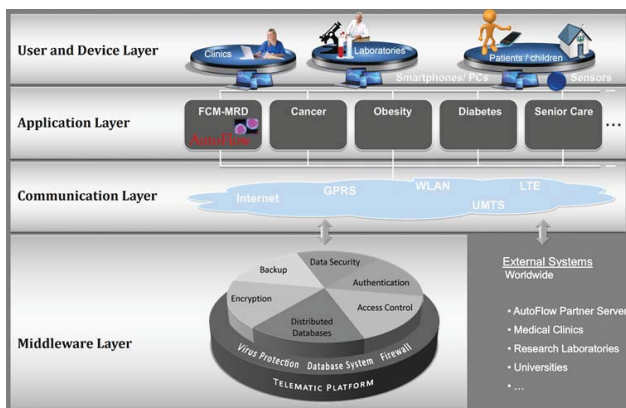 User and Device Layer
Clinics
Laboratories
Patients / children
Smartphones/ PCs
Sensors
Application Layer
FCM-MRD
AutoFlow
Cancer
Obesity
Diabetes
Senior Care
...
Communication Layer
Internet
GPRS
WLAN
LTE
UMTS
Middleware Layer
Data Security
Backup
Authentication
Encryption
Access Control
Distributed
Databases
Virus Protection Database System Firewall
TELEMATIC PLATFORM
External Systems
Worldwide
• AutoFlow Partner Server
• Medical Clinics
• Research Laboratories
• Universities
• ...